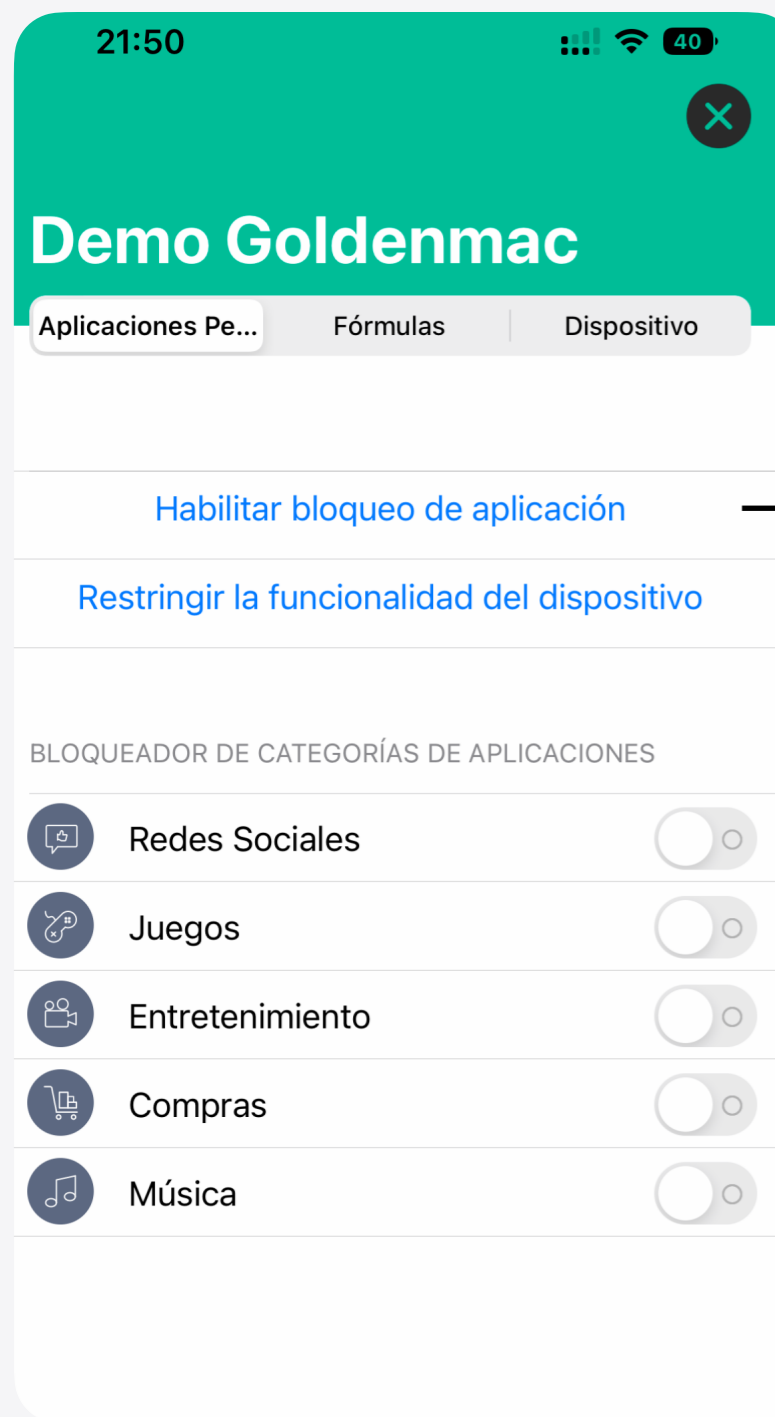 21:50
40
Demo Goldenmac
Aplicaciones Pe...
Fórmulas
Dispositivo
Habilitar bloqueo de aplicación
Restringir la funcionalidad del dispositivo
BLOQUEADOR DE CATEGORÍAS DE APLICACIONES
Redes Sociales
Juegos
Entretenimiento
Compras
Música